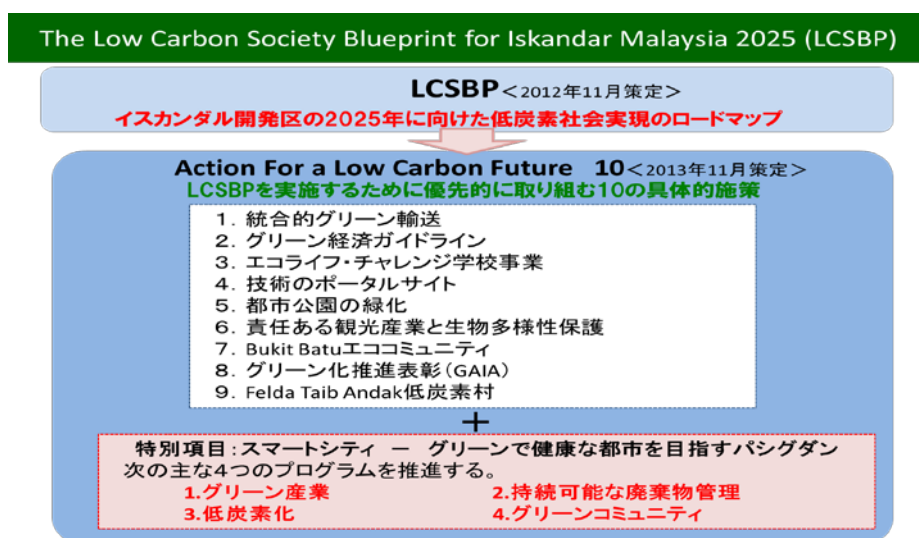 The Low Carbon Society Blueprint for Iskandar Malaysia 2025 (LCSBP)
LCSBP<2012年11月策定>
イスカンダル開発区の2025年に向けた低炭素社会実現のロードマップ
Action For a Low Carbon Future 10<2013年11月策定>
LCSBPを実施するために優先的に取り組む10の具体的施策
1. 統合的グリーン輸送
2. グリーン経済ガイドライン
3. エコライフ・チャレンジ学校事業
4. 技術のポータルサイト
5. 都市公園の緑化
6. 責任ある観光産業と生物多様性保護
7. Bukit Batuエココミュニティ
8. グリーン化推進表彰(GAIA)
9. Felda Taib Andak低炭素村
+
特別項目:スマートシティ － グリーンで健康な都市を目指すパシグダン
次の主な4つのプログラムを推進する。
1.グリーン産業 2.持続可能な廃棄物管理
3.低炭素化 4.グリーンコミュニティ